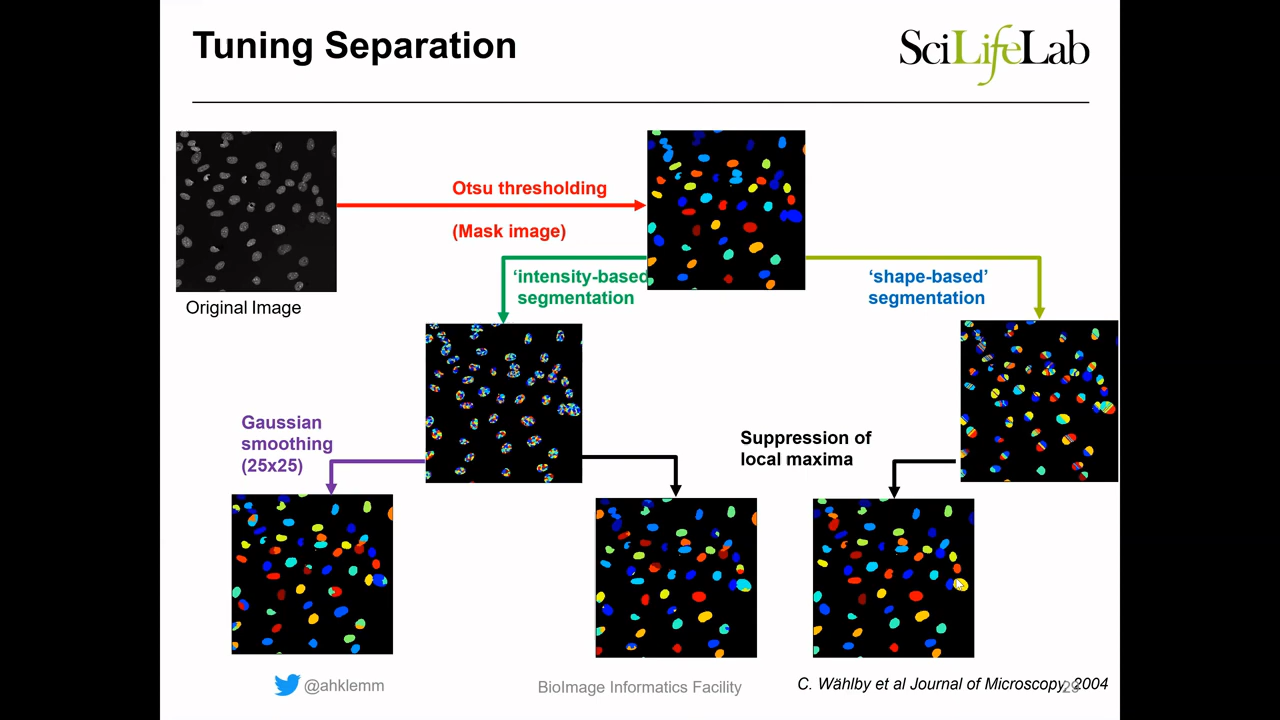 Tuning Separation
SciLifeLab
Otsu thresholding
(Mask image)
Original Image
‘intensity-based
segmentation
‘shape-based’
segmentation
Gaussian
smoothing
(25x25)
Suppression of
local maxima
@ahklemm
BioImage Informatics Facility
C. Wählby et al Journal of Microscopy, 2004